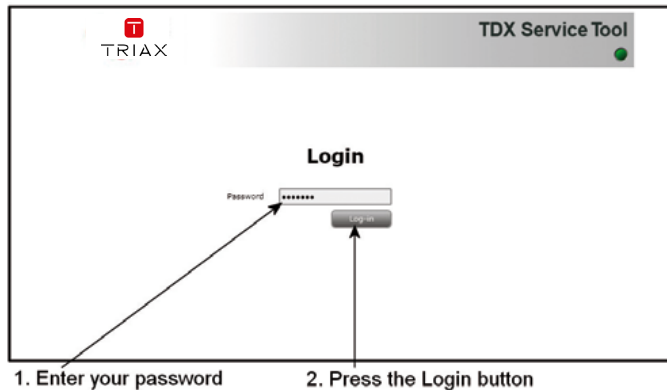 TRIAX
TDX Service Tool
Login
Password •••••••
Log-in
1. Enter your password
2. Press the Login button